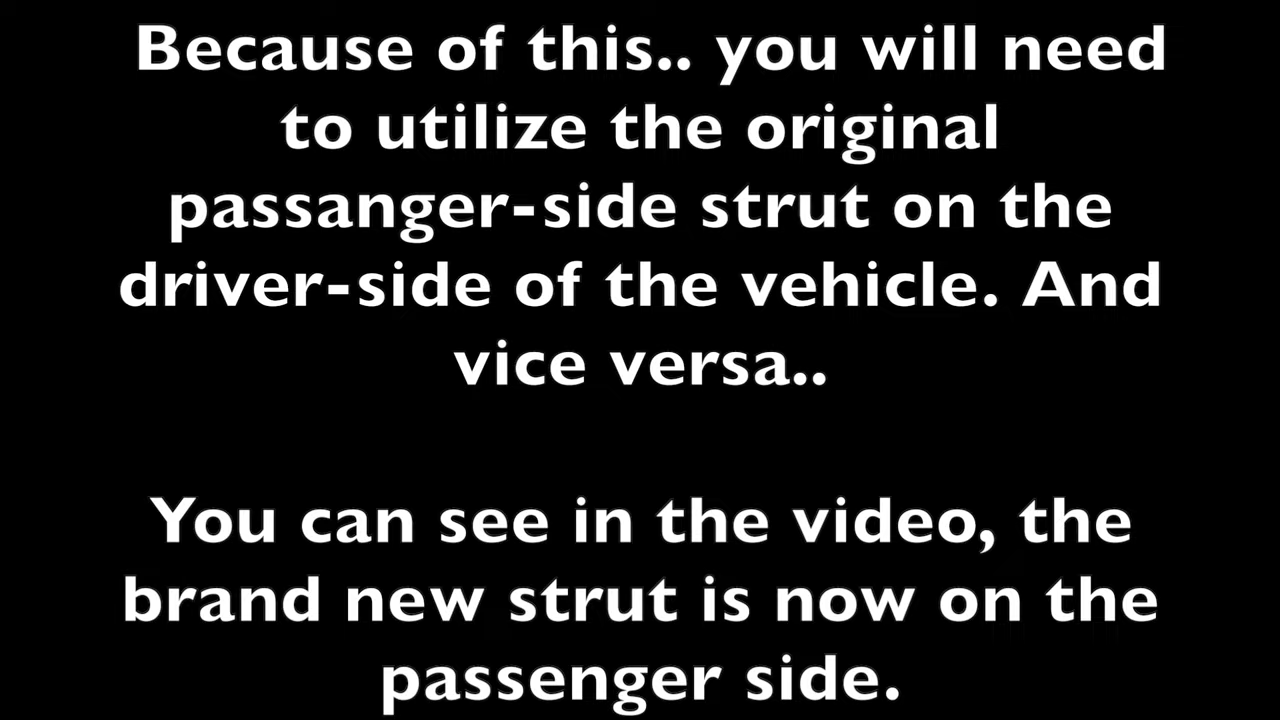 Because of this.. you will need
to utilize the original
passanger-side strut on the
driver-side of the vehicle. And
vice versa..
You can see in the video, the
brand new strut is now on the
passenger side.